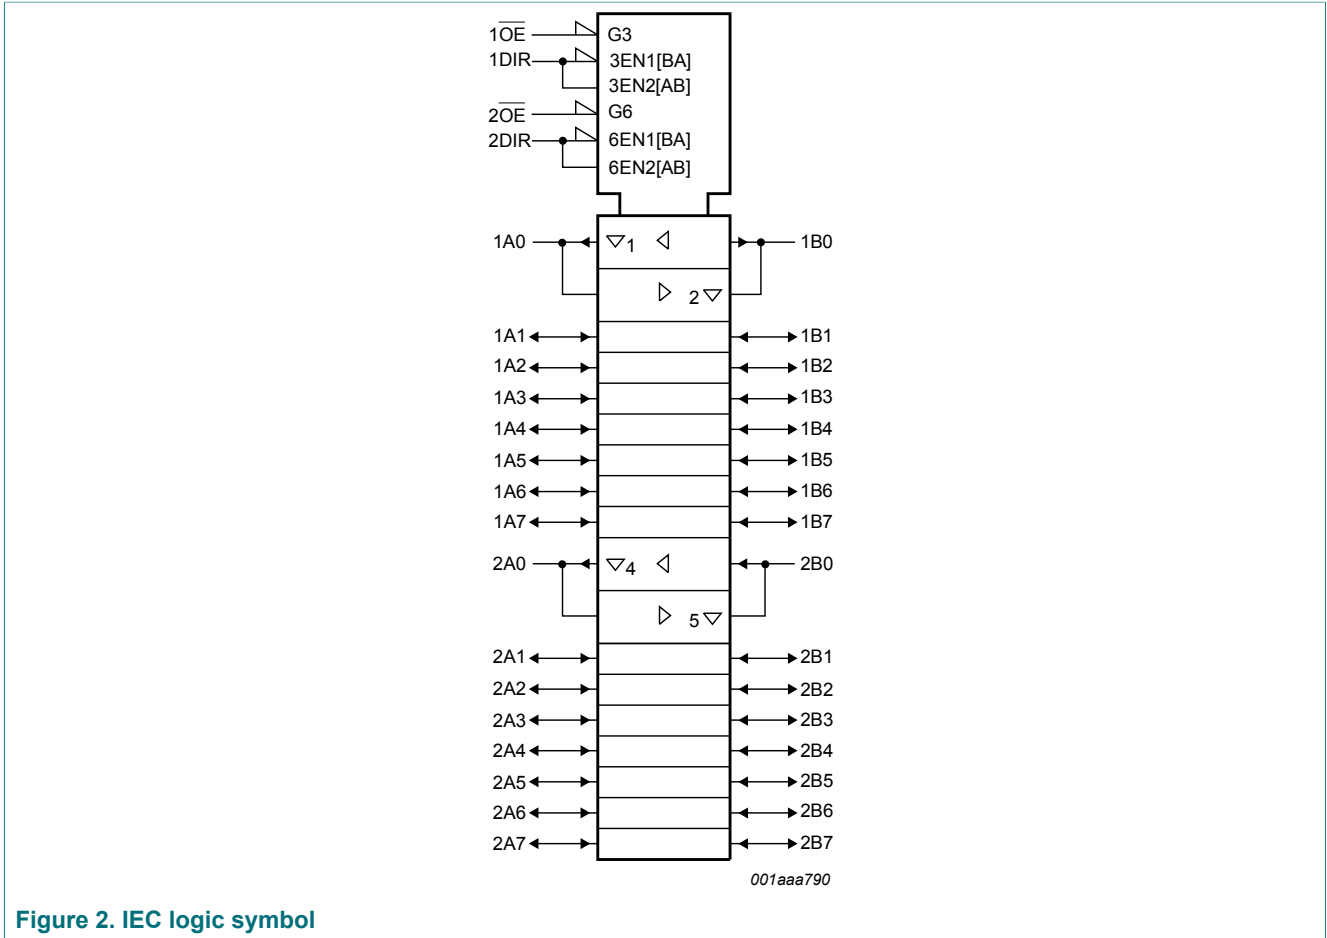 1OE G3
1DIR 3EN1[BA]
3EN2[AB]
2OE G6
2DIR 6EN1[BA]
6EN2[AB]
1A0 1 1B0
2
1A1 1B1
1A2 1B2
1A3 1B3
1A4 1B4
1A5 1B5
1A6 1B6
1A7 1B7
2A0 4 2B0
5
2A1 2B1
2A2 2B2
2A3 2B3
2A4 2B4
2A5 2B5
2A6 2B6
2A7 2B7
001aaa790
Figure 2. IEC logic symbol